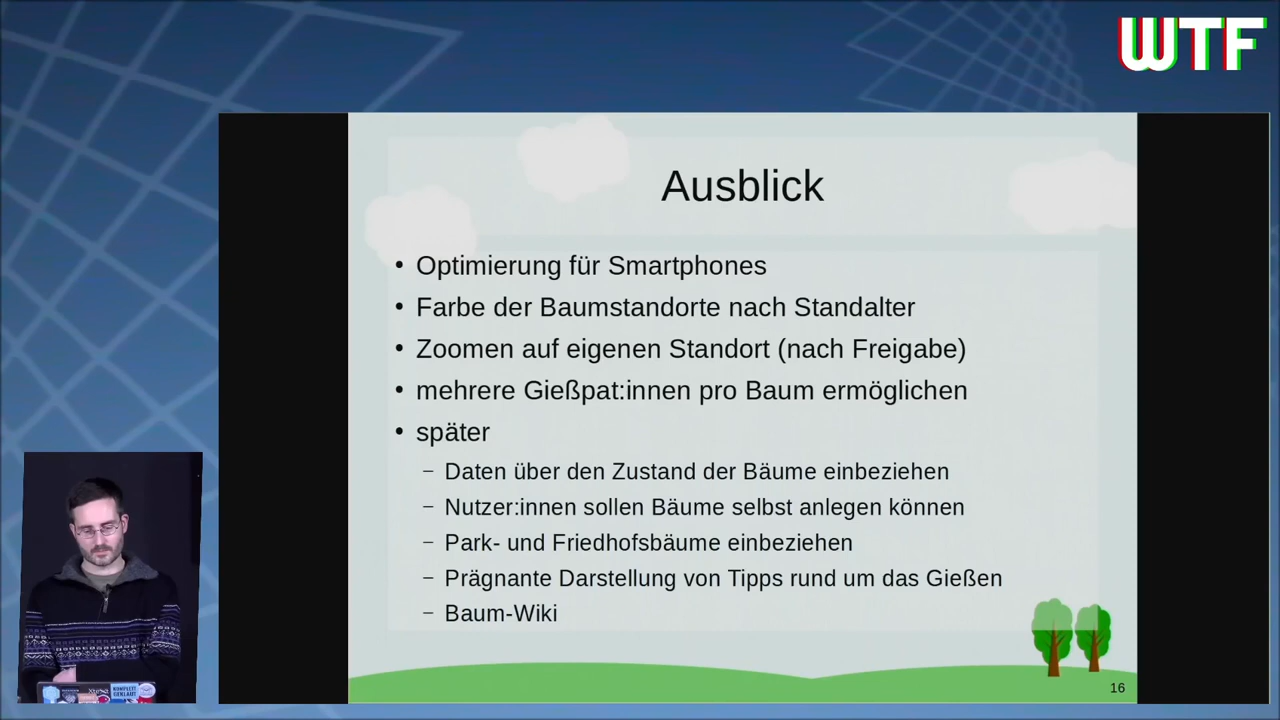 WTF
Ausblick
• Optimierung für Smartphones
• Farbe der Baumstandorte nach Standalter
• Zoomen auf eigenen Standort (nach Freigabe)
• mehrere Gießpat:innen pro Baum ermöglichen
• später
– Daten über den Zustand der Bäume einbeziehen
– Nutzer:innen sollen Bäume selbst anlegen können
– Park- und Friedhofsbäume einbeziehen
– Prägnante Darstellung von Tipps rund um das Gießen
– Baum-Wiki
16